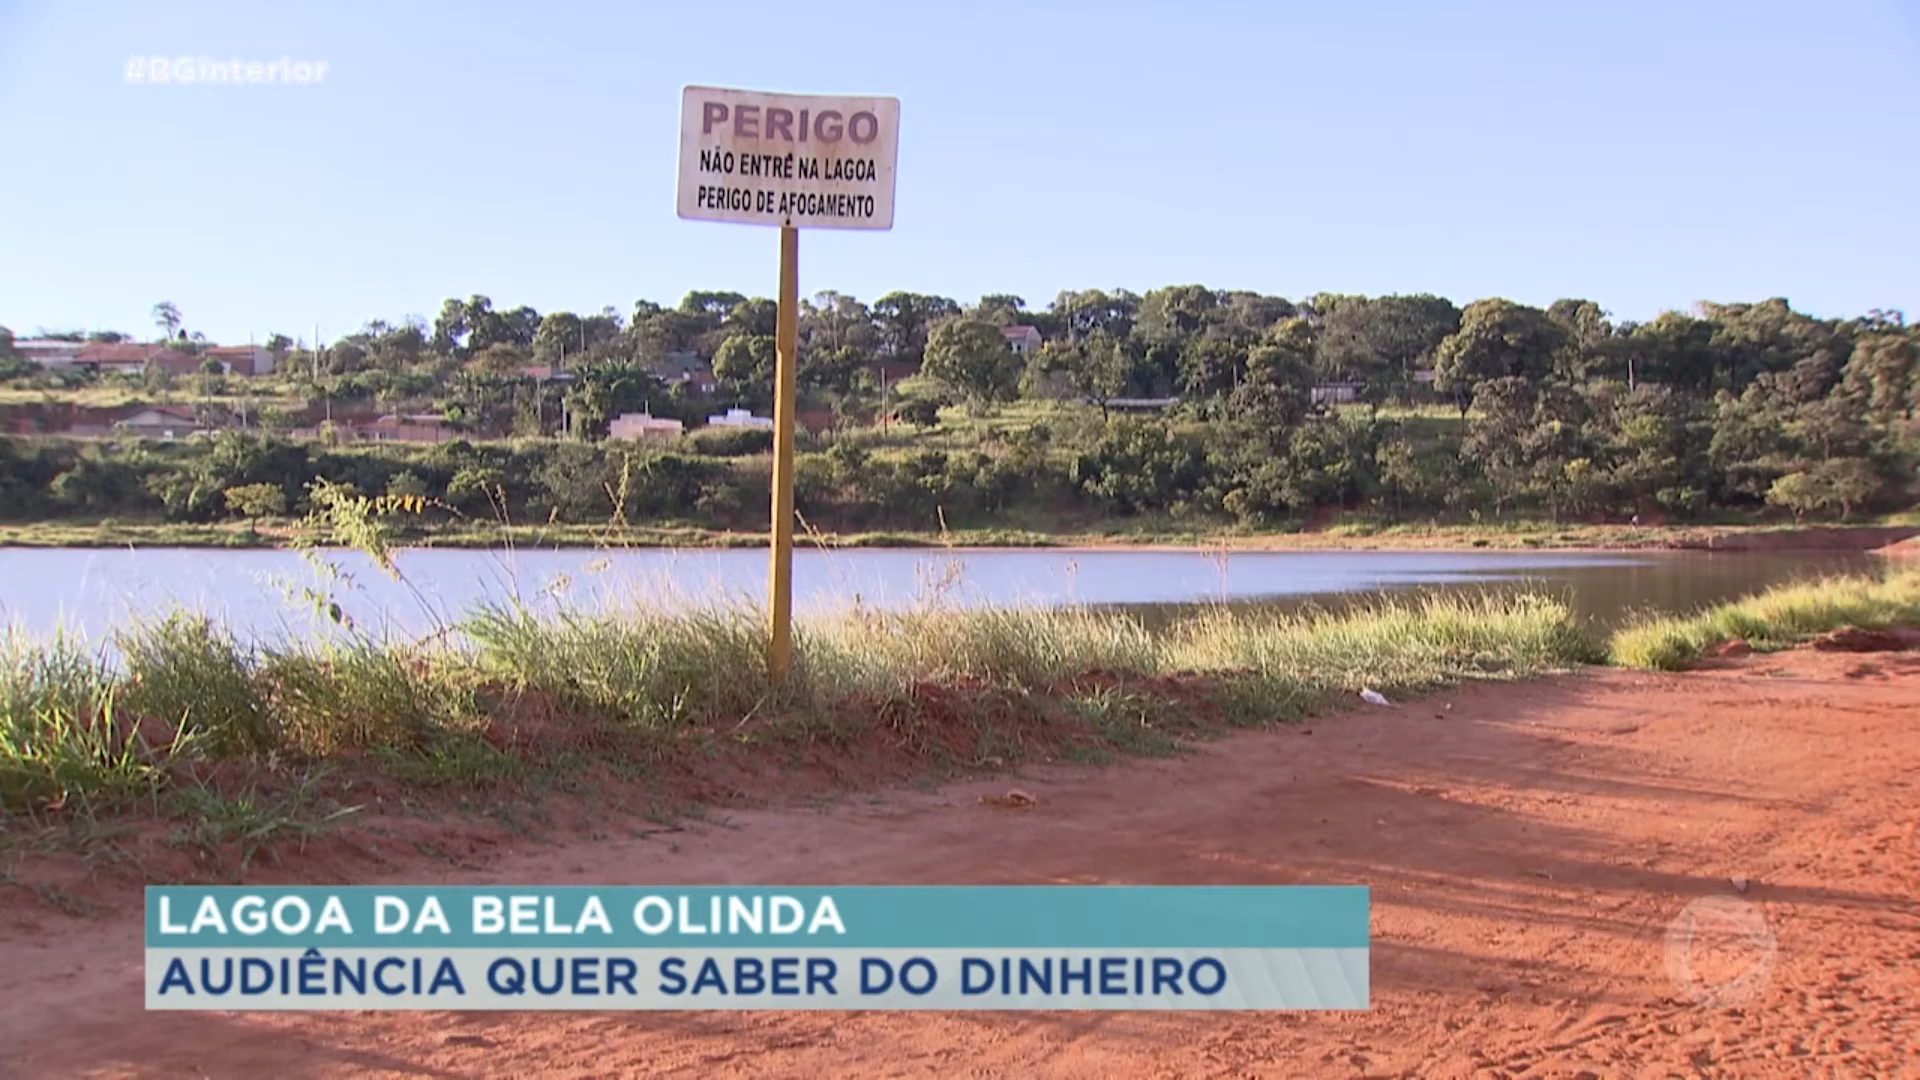 #BGInterior
PERIGO
NÃO ENTRE NA LAGOA
PERIGO DE AFOGAMENTO
LAGOA DA BELA OLINDA
AUDIÊNCIA QUER SABER DO DINHEIRO